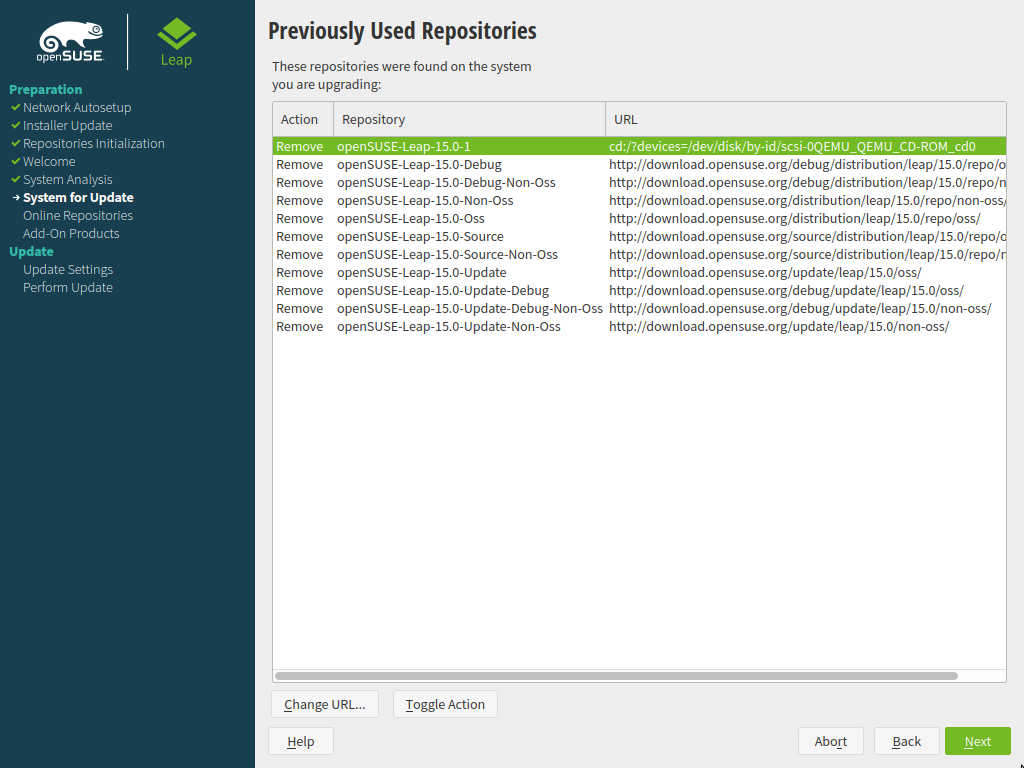 openSUSE
Leap
Preparation
Network Autosetup
Installer Update
Repositories Initialization
Welcome
System Analysis
System for Update
Online Repositories
Add-On Products
Update
Update Settings
Perform Update
Previously Used Repositories
These repositories were found on the system
you are upgrading:
Action Repository URL
Remove openSUSE-Leap-15.0-1 cd:/?devices=/dev/disk/by-id/scsi-0QEMU_QEMU_CD-ROM_cd0
Remove openSUSE-Leap-15.0-Debug http://download.opensuse.org/debug/distribution/leap/15.0/repo/o
Remove openSUSE-Leap-15.0-Debug-Non-Oss http://download.opensuse.org/debug/distribution/leap/15.0/repo/n
Remove openSUSE-Leap-15.0-Non-Oss http://download.opensuse.org/distribution/leap/15.0/repo/non-oss/
Remove openSUSE-Leap-15.0-Oss http://download.opensuse.org/distribution/leap/15.0/repo/oss/
Remove openSUSE-Leap-15.0-Source http://download.opensuse.org/source/distribution/leap/15.0/repo/o
Remove openSUSE-Leap-15.0-Source-Non-Oss http://download.opensuse.org/source/distribution/leap/15.0/repo/n
Remove openSUSE-Leap-15.0-Update http://download.opensuse.org/update/leap/15.0/oss/
Remove openSUSE-Leap-15.0-Update-Debug http://download.opensuse.org/debug/update/leap/15.0/oss/
Remove openSUSE-Leap-15.0-Update-Debug-Non-Oss http://download.opensuse.org/debug/update/leap/15.0/non-oss/
Remove openSUSE-Leap-15.0-Update-Non-Oss http://download.opensuse.org/update/leap/15.0/non-oss/
Change URL... Toggle Action
Help Abort Back Next